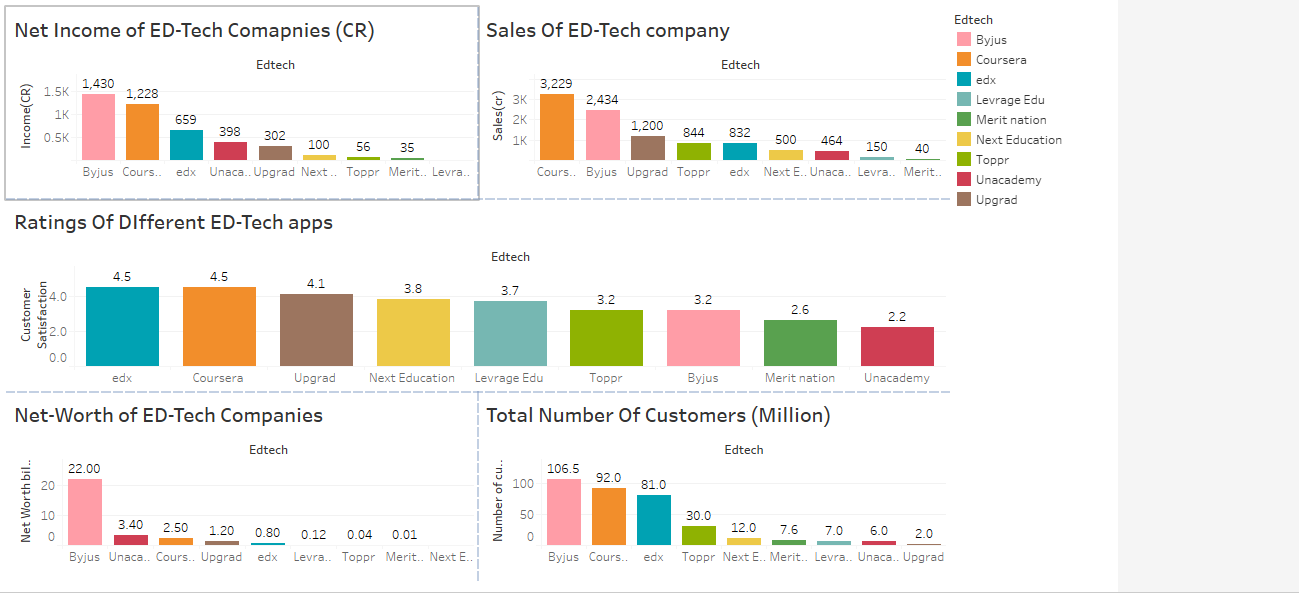 Net Income of ED-Tech Comapnies (CR)
Edtech
Income(CR)
1.5K
1K
0.5K
1,430
1,228
659
398
302
100
56
35
Byjus Cours.. edx Unaca.. Upgrad Next .. Toppr Merit.. Levra..
Sales Of ED-Tech company
Edtech
Sales(cr)
3K
2K
1K
3,229
2,434
1,200
844
832
500
464
150
40
Cours.. Byjus Upgrad Toppr edx Next E.. Unaca.. Levra.. Merit..
Edtech
Byjus
Coursera
edx
Levrage Edu
Merit nation
Next Education
Toppr
Unacademy
Upgrad
Ratings Of DIfferent ED-Tech apps
Edtech
Customer
Satisfaction
4.0
2.0
0.0
4.5
4.5
4.1
3.8
3.7
3.2
3.2
2.6
2.2
edx Coursera Upgrad Next Education Levrage Edu Toppr Byjus Merit nation Unacademy
Net-Worth of ED-Tech Companies
Edtech
Net Worth bil..
20
10
0
22.00
3.40
2.50
1.20
0.80
0.12
0.04
0.01
Byjus Unaca.. Cours.. Upgrad edx Levra.. Toppr Merit.. Next E..
Total Number Of Customers (Million)
Edtech
Number of cu..
100
50
0
106.5
92.0
81.0
30.0
12.0
7.6
7.0
6.0
2.0
Byjus Cours.. edx Toppr Next E.. Merit.. Levra.. Unaca.. Upgrad